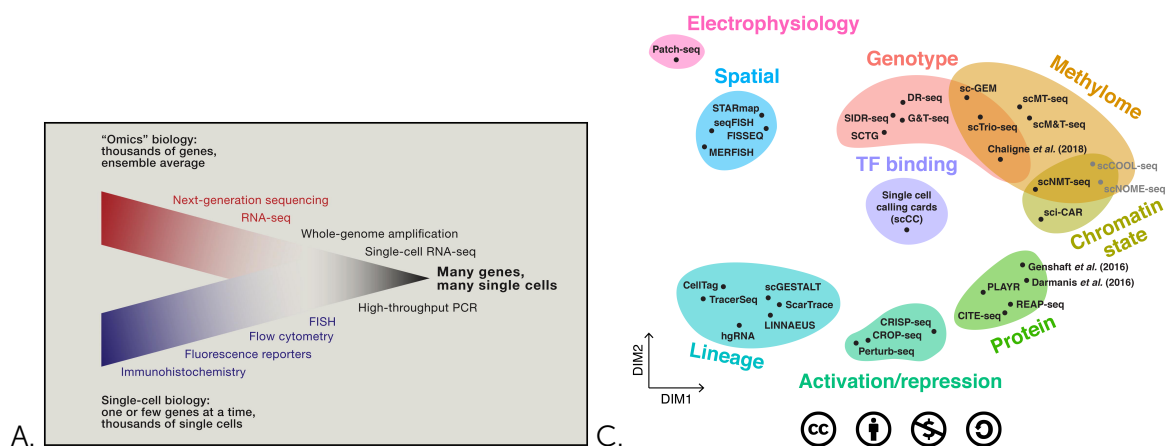 “Omics” biology:
thousands of genes,
ensemble average
Next-generation sequencing
RNA-seq
Whole-genome amplification
Single-cell RNA-seq
Many genes,
many single cells
High-throughput PCR
FISH
Flow cytometry
Fluorescence reporters
Immunohistochemistry
Single-cell biology:
one or few genes at a time,
thousands of single cells
A.
Electrophysiology
Patch-seq
Spatial
STARmap
seqFISH
FISSEQ
MERFISH
Genotype
DR-seq
SIDR-seq
G&T-seq
SCTG
Methylome
sc-GEM
scMT-seq
scTrio-seq
scM&T-seq
Chaligne et al. (2018)
scCOOL-seq
scNMT-seq
scNOME-seq
sci-CAR
Chromatin
state
TF binding
Single cell
calling cards
(scCC)
CellTag
TracerSeq
scGESTALT
ScarTrace
LINNAEUS
hgRNA
Lineage
CRISP-seq
CROP-seq
Perturb-seq
Activation/repression
Genshaft et al. (2016)
Darmanis et al. (2016)
PLAYR
REAP-seq
CITE-seq
Protein
DIM2
DIM1
C.
cc